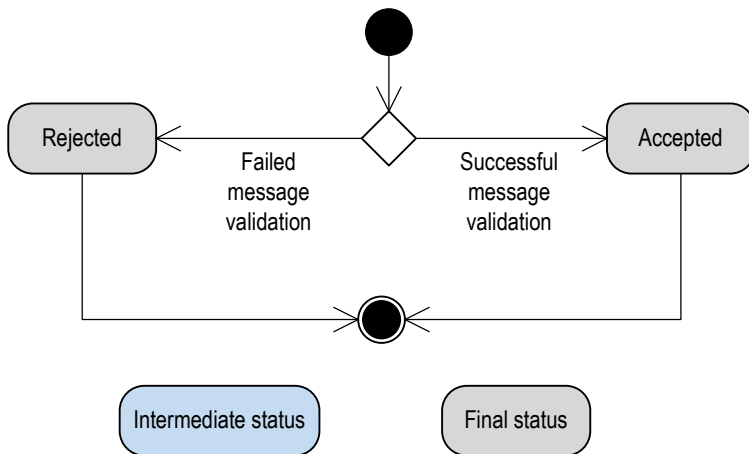 Rejected
Accepted
Failed
message
validation
Successful
message
validation
Intermediate status
Final status